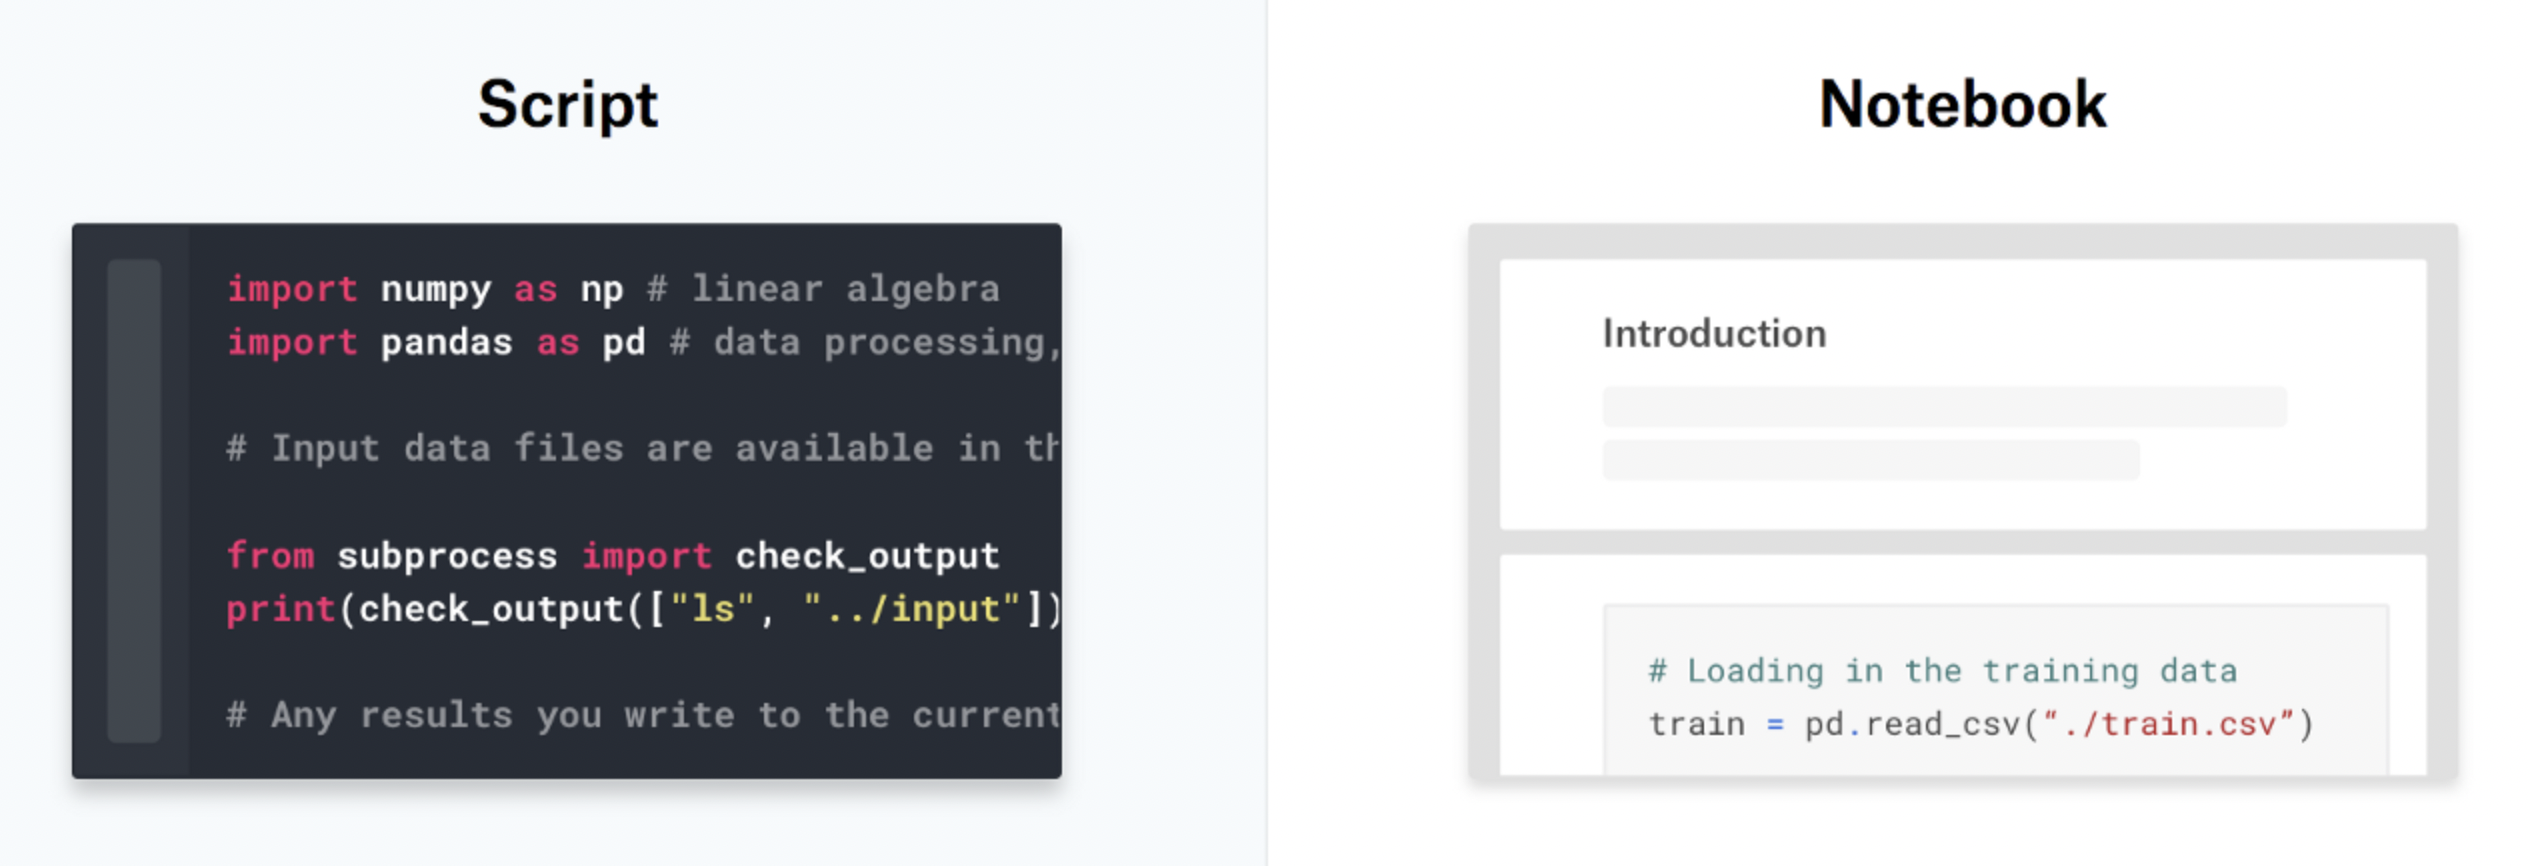 Script
import numpy as np # linear algebra
import pandas as pd # data processing,
# Input data files are available in th
from subprocess import check_output
print(check_output(["ls", "../input"])
# Any results you write to the current
Notebook
Introduction
# Loading in the training data
train = pd.read_csv(“./train.csv”)